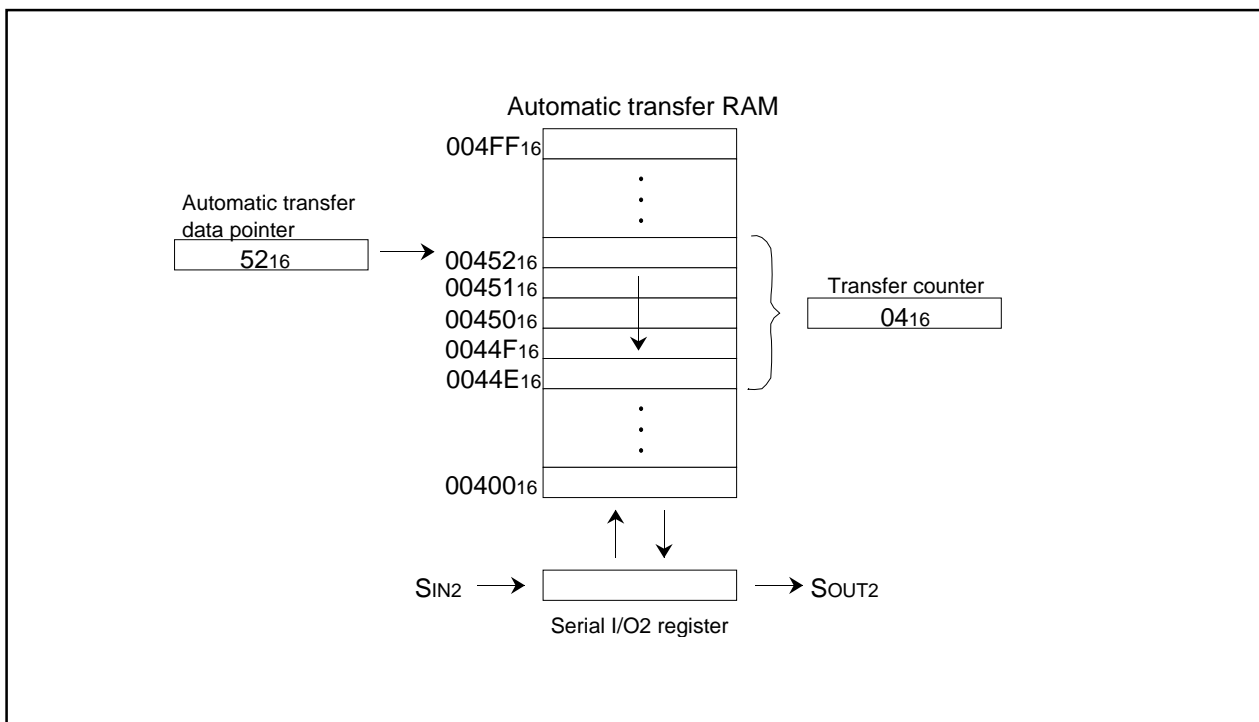 Automatic transfer RAM
004FF16
Automatic transfer
data pointer
5216
0045216
0045116
0045016
0044F16
0044E16
Transfer counter
0416
0040016
SIN2
SOUT2
Serial I/O2 register